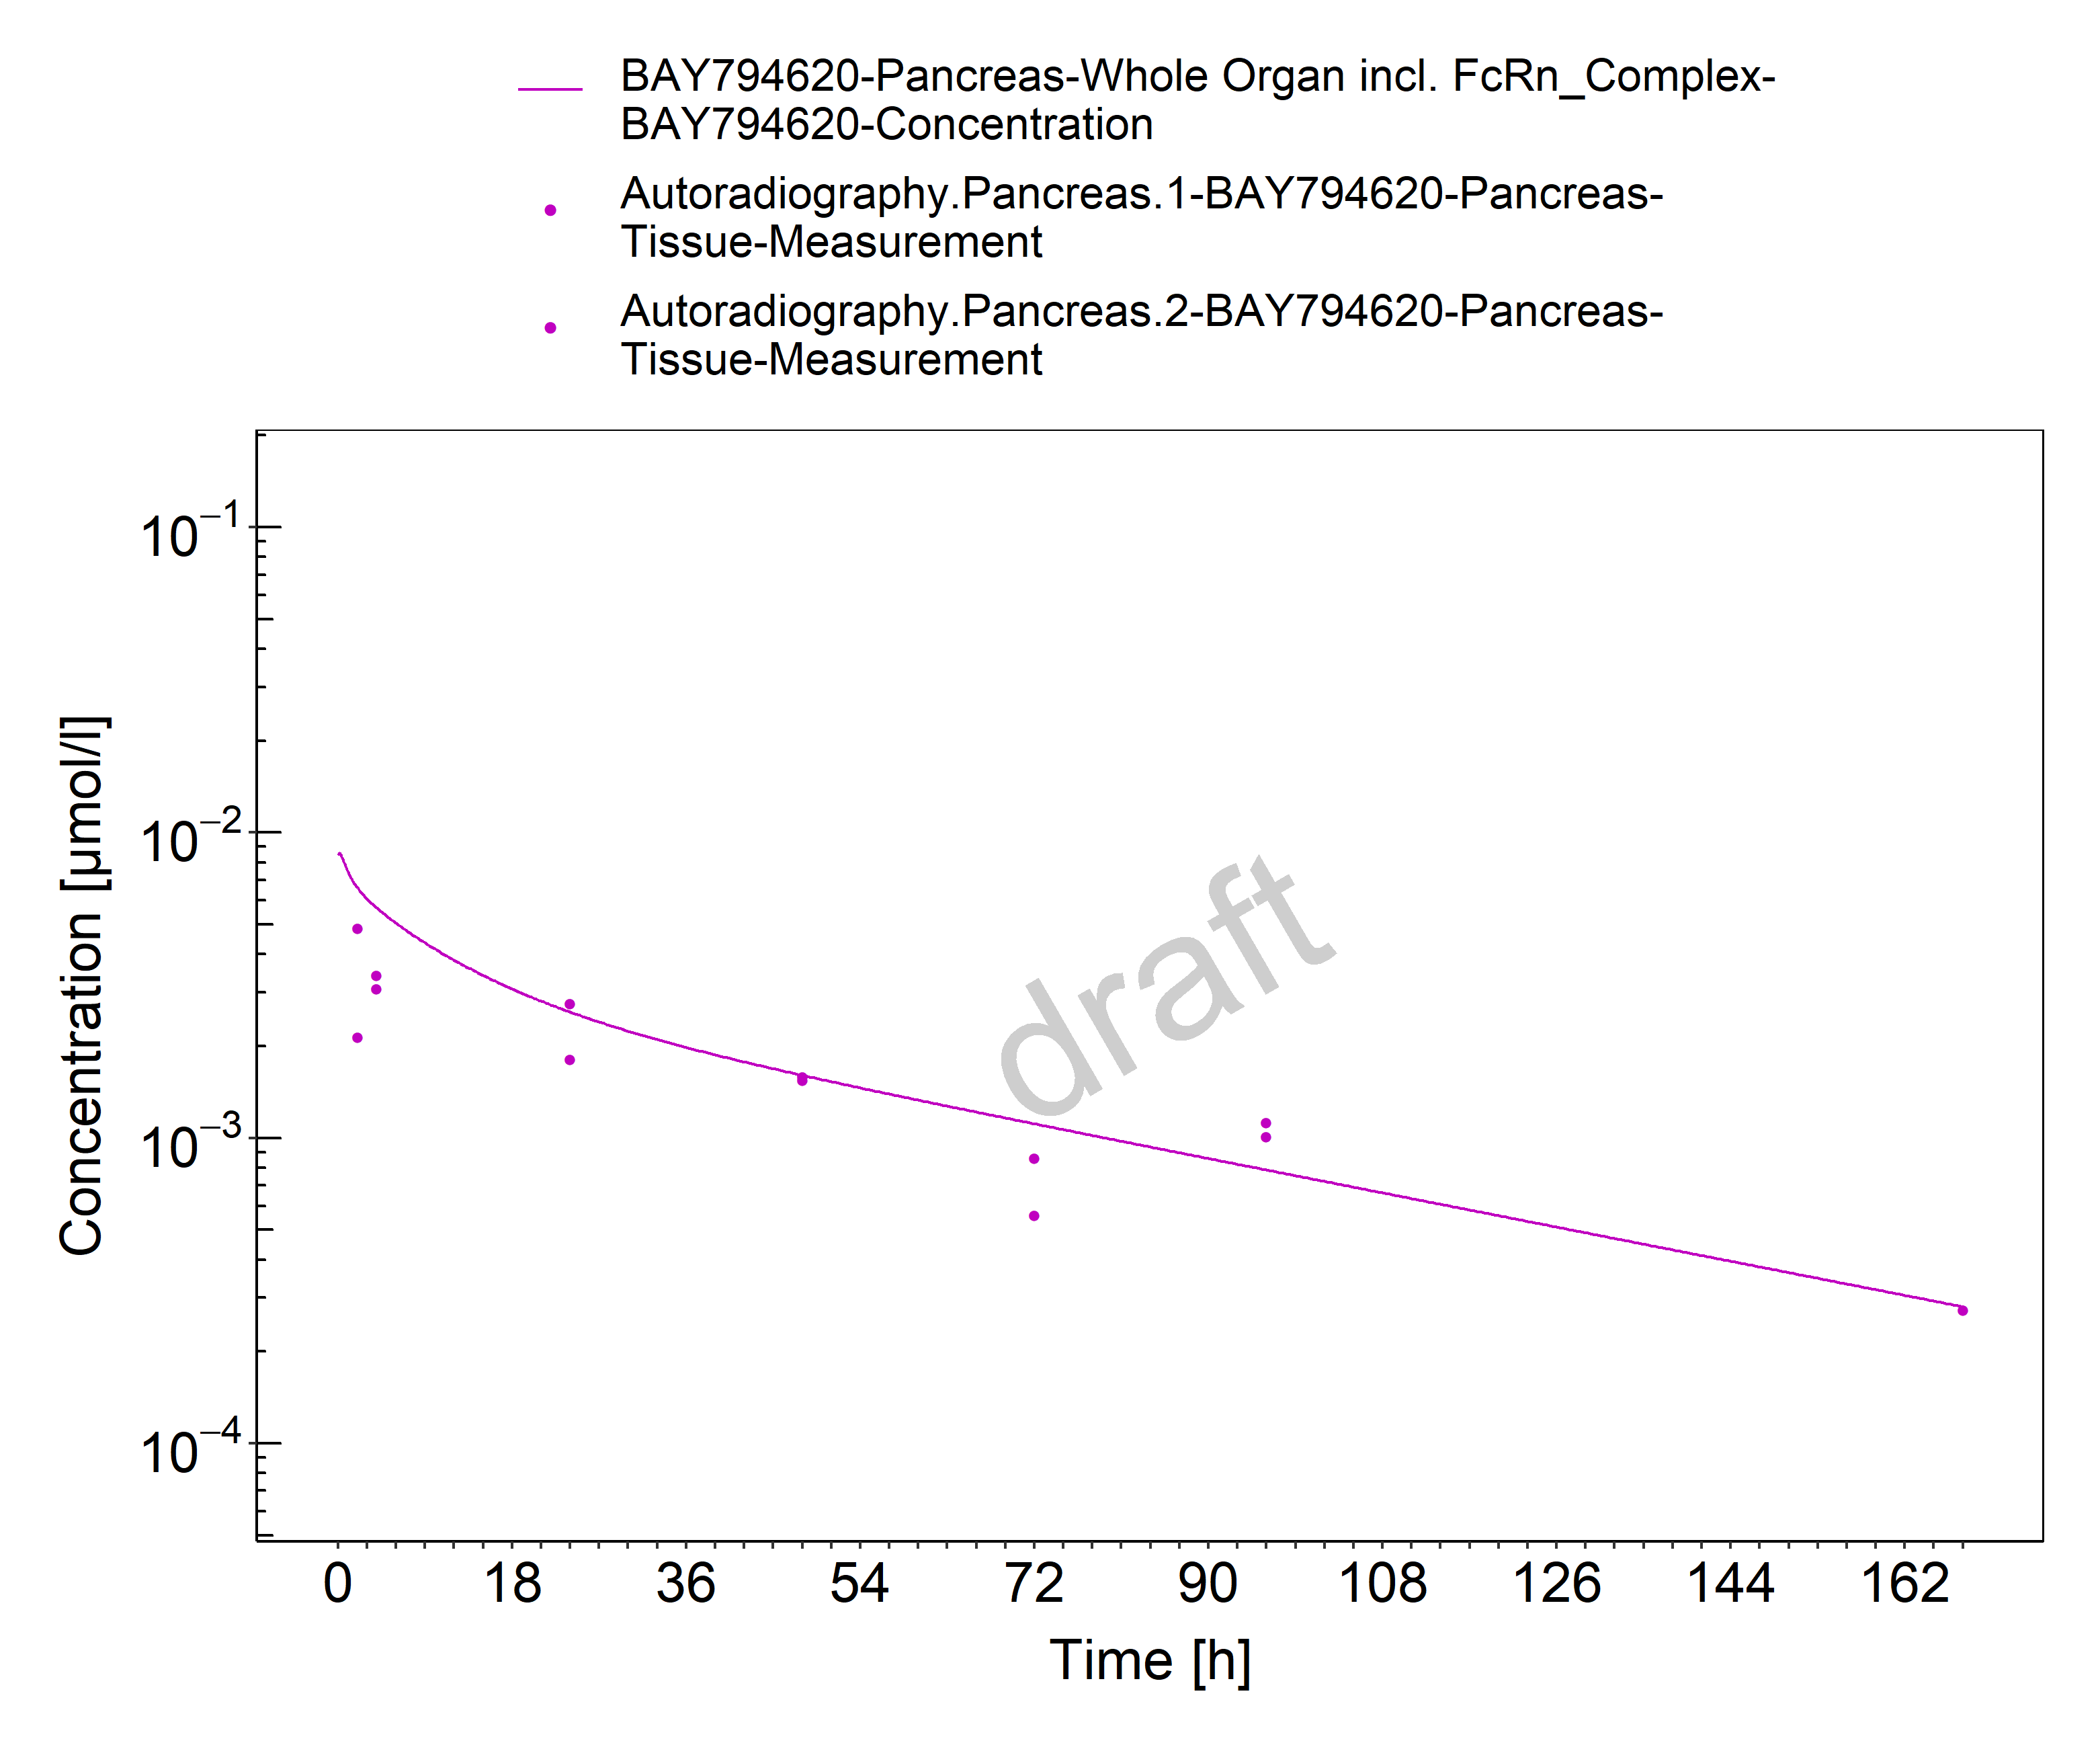 BAY794620-Pancreas-Whole Organ incl. FcRn_Complex-
BAY794620-Concentration
Autoradiography.Pancreas.1-BAY794620-Pancreas-
Tissue-Measurement
Autoradiography.Pancreas.2-BAY794620-Pancreas-
Tissue-Measurement
Concentration [µmol/l]
10⁻¹
10⁻²
10⁻³
10⁻⁴
draft
0 18 36 54 72 90 108 126 144 162
Time [h]